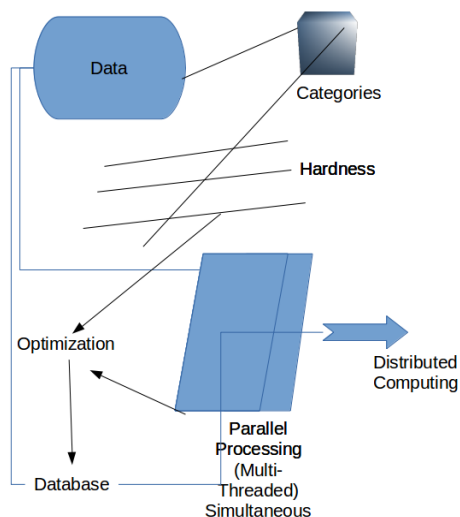 Data
Categories
Hardness
Optimization
Distributed
Computing
Parallel
Processing
(Multi-
Threaded)
Simultaneous
Database